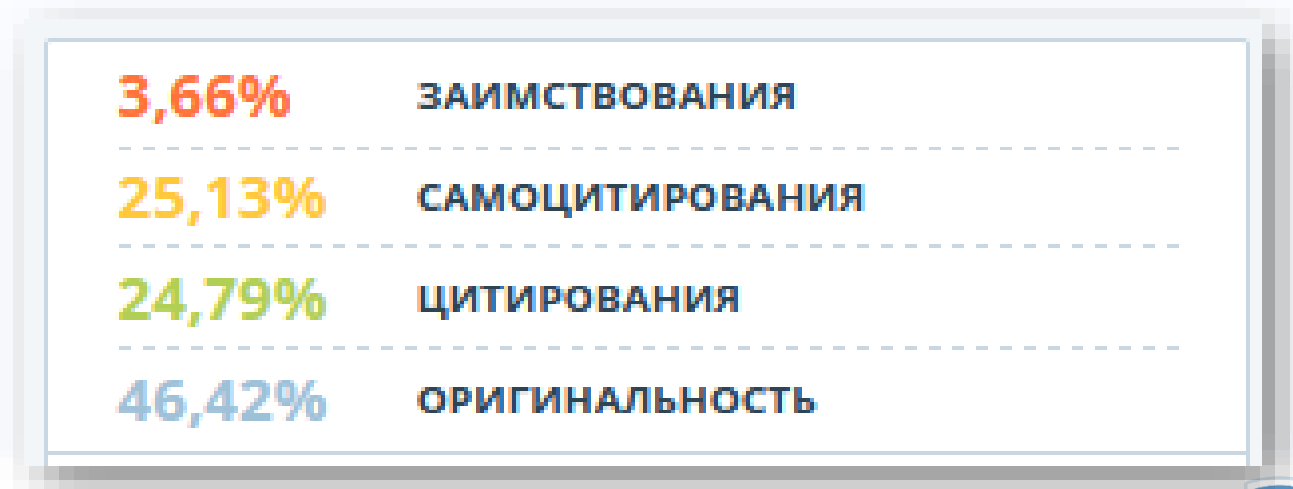 3,66% ЗАИМСТВОВАНИЯ
25,13% САМОЦИТИРОВАНИЯ
24,79% ЦИТИРОВАНИЯ
46,42% ОРИГИНАЛЬНОСТЬ